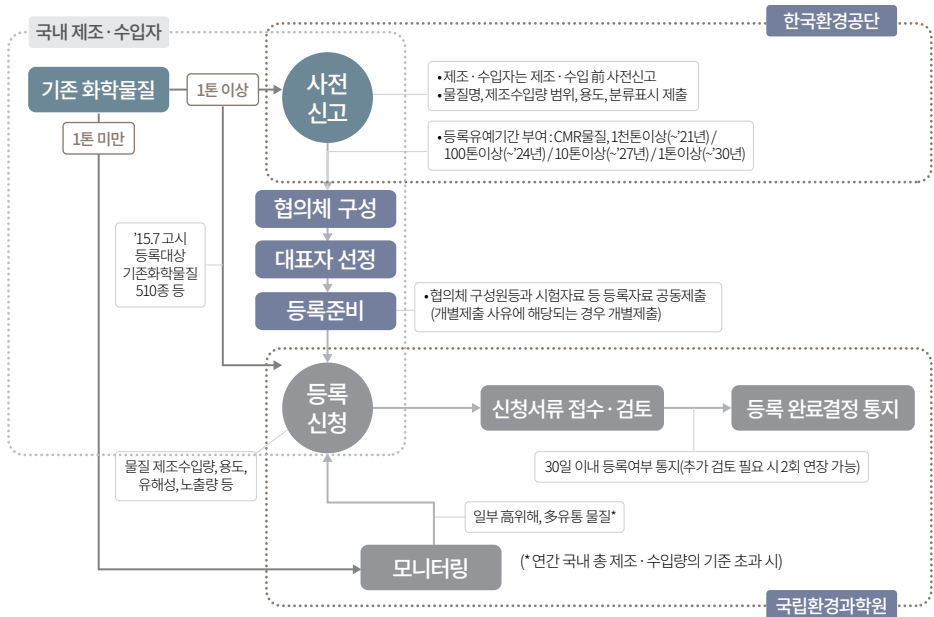 한국환경공단
국내 제조·수입자
기존 화학물질
1톤 이상
1톤 미만
사전
신고
•제조·수입자는 제조·수입 前 사전신고
•물질명, 제조수입량 범위, 용도, 분류표시 제출
•등록유예기간 부여 : CMR물질, 1천톤이상(~'21년) /
100톤이상(~'24년) / 10톤이상(~'27년) / 1톤이상(~'30년)
협의체 구성
대표자 선정
등록준비
'15.7 고시
등록대상
기존화학물질
510종 등
•협의체 구성원등과 시험자료 등 등록자료 공동제출
(개별제출 사유에 해당되는 경우 개별제출)
등록
신청
신청서류 접수·검토
등록 완료결정 통지
물질 제조수입량, 용도,
유해성, 노출량 등
30일 이내 등록여부 통지(추가 검토 필요 시 2회 연장 가능)
일부 高위해, 多유통 물질*
모니터링
(* 연간 국내 총 제조·수입량의 기준 초과 시)
국립환경과학원